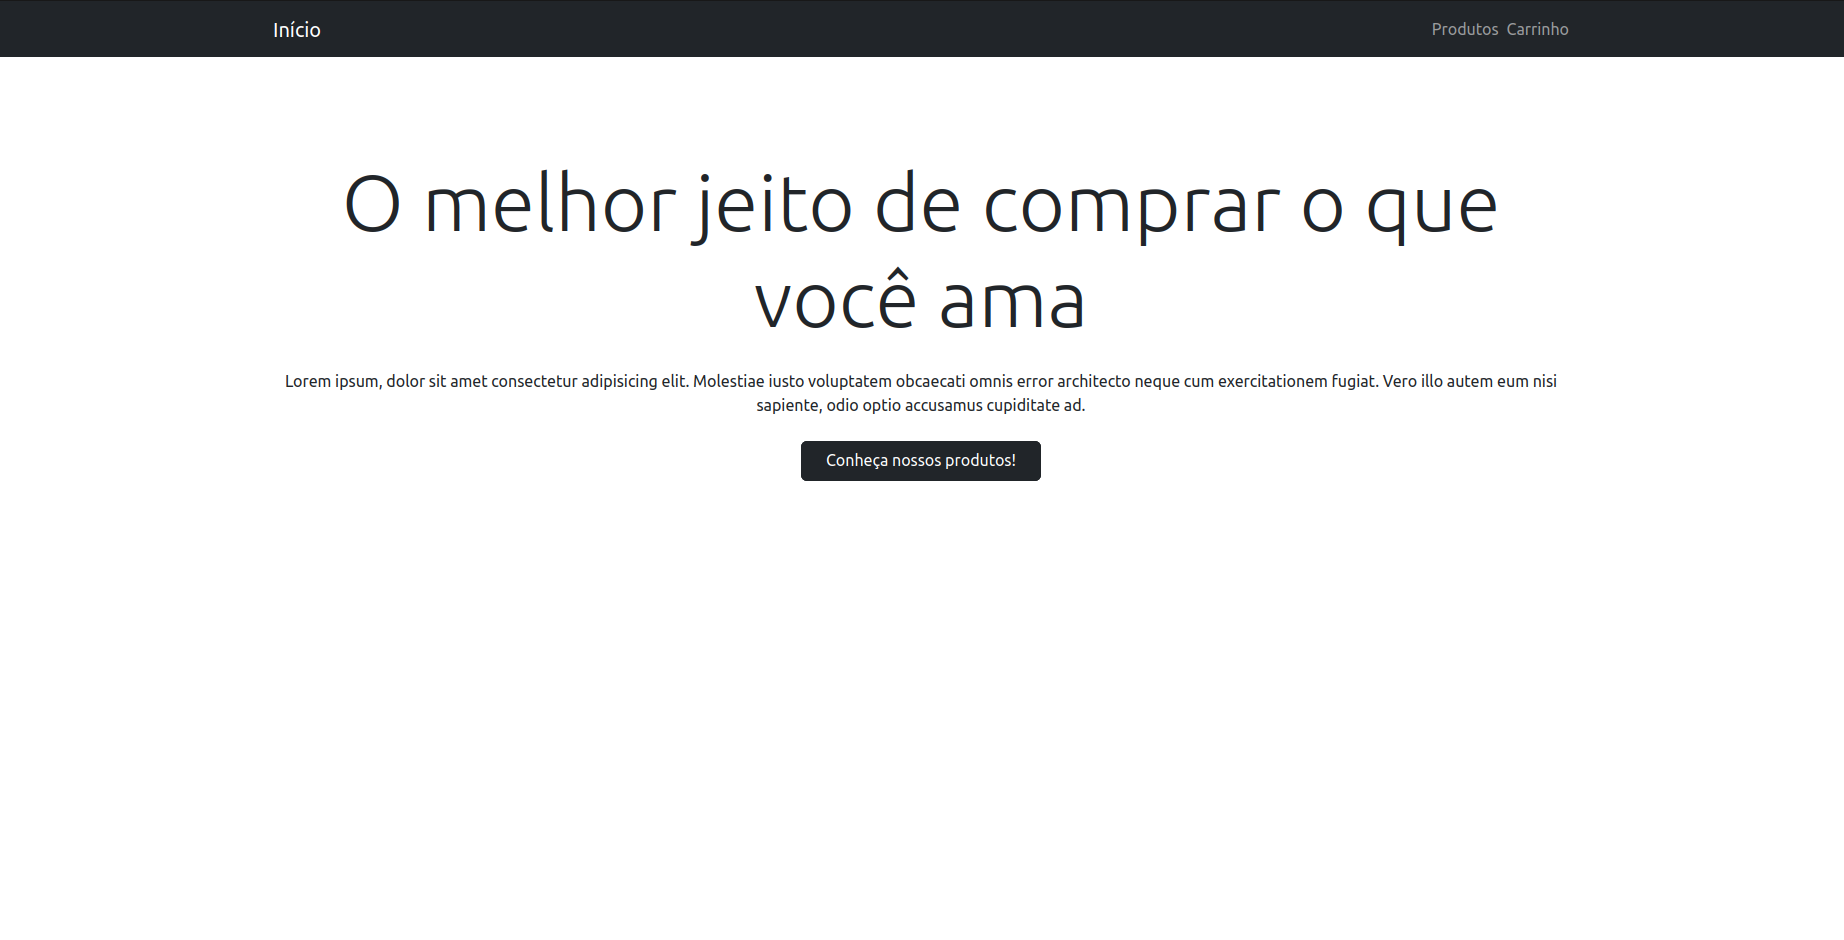 Início
Produtos Carrinho
O melhor jeito de comprar o que
você ama
Lorem ipsum, dolor sit amet consectetur adipisicing elit. Molestiae iusto voluptatem obcaecati omnis error architecto neque cum exercitationem fugiat. Vero illo autem eum nisi
sapiente, odio optio accusamus cupiditate ad.
Conheça nossos produtos!